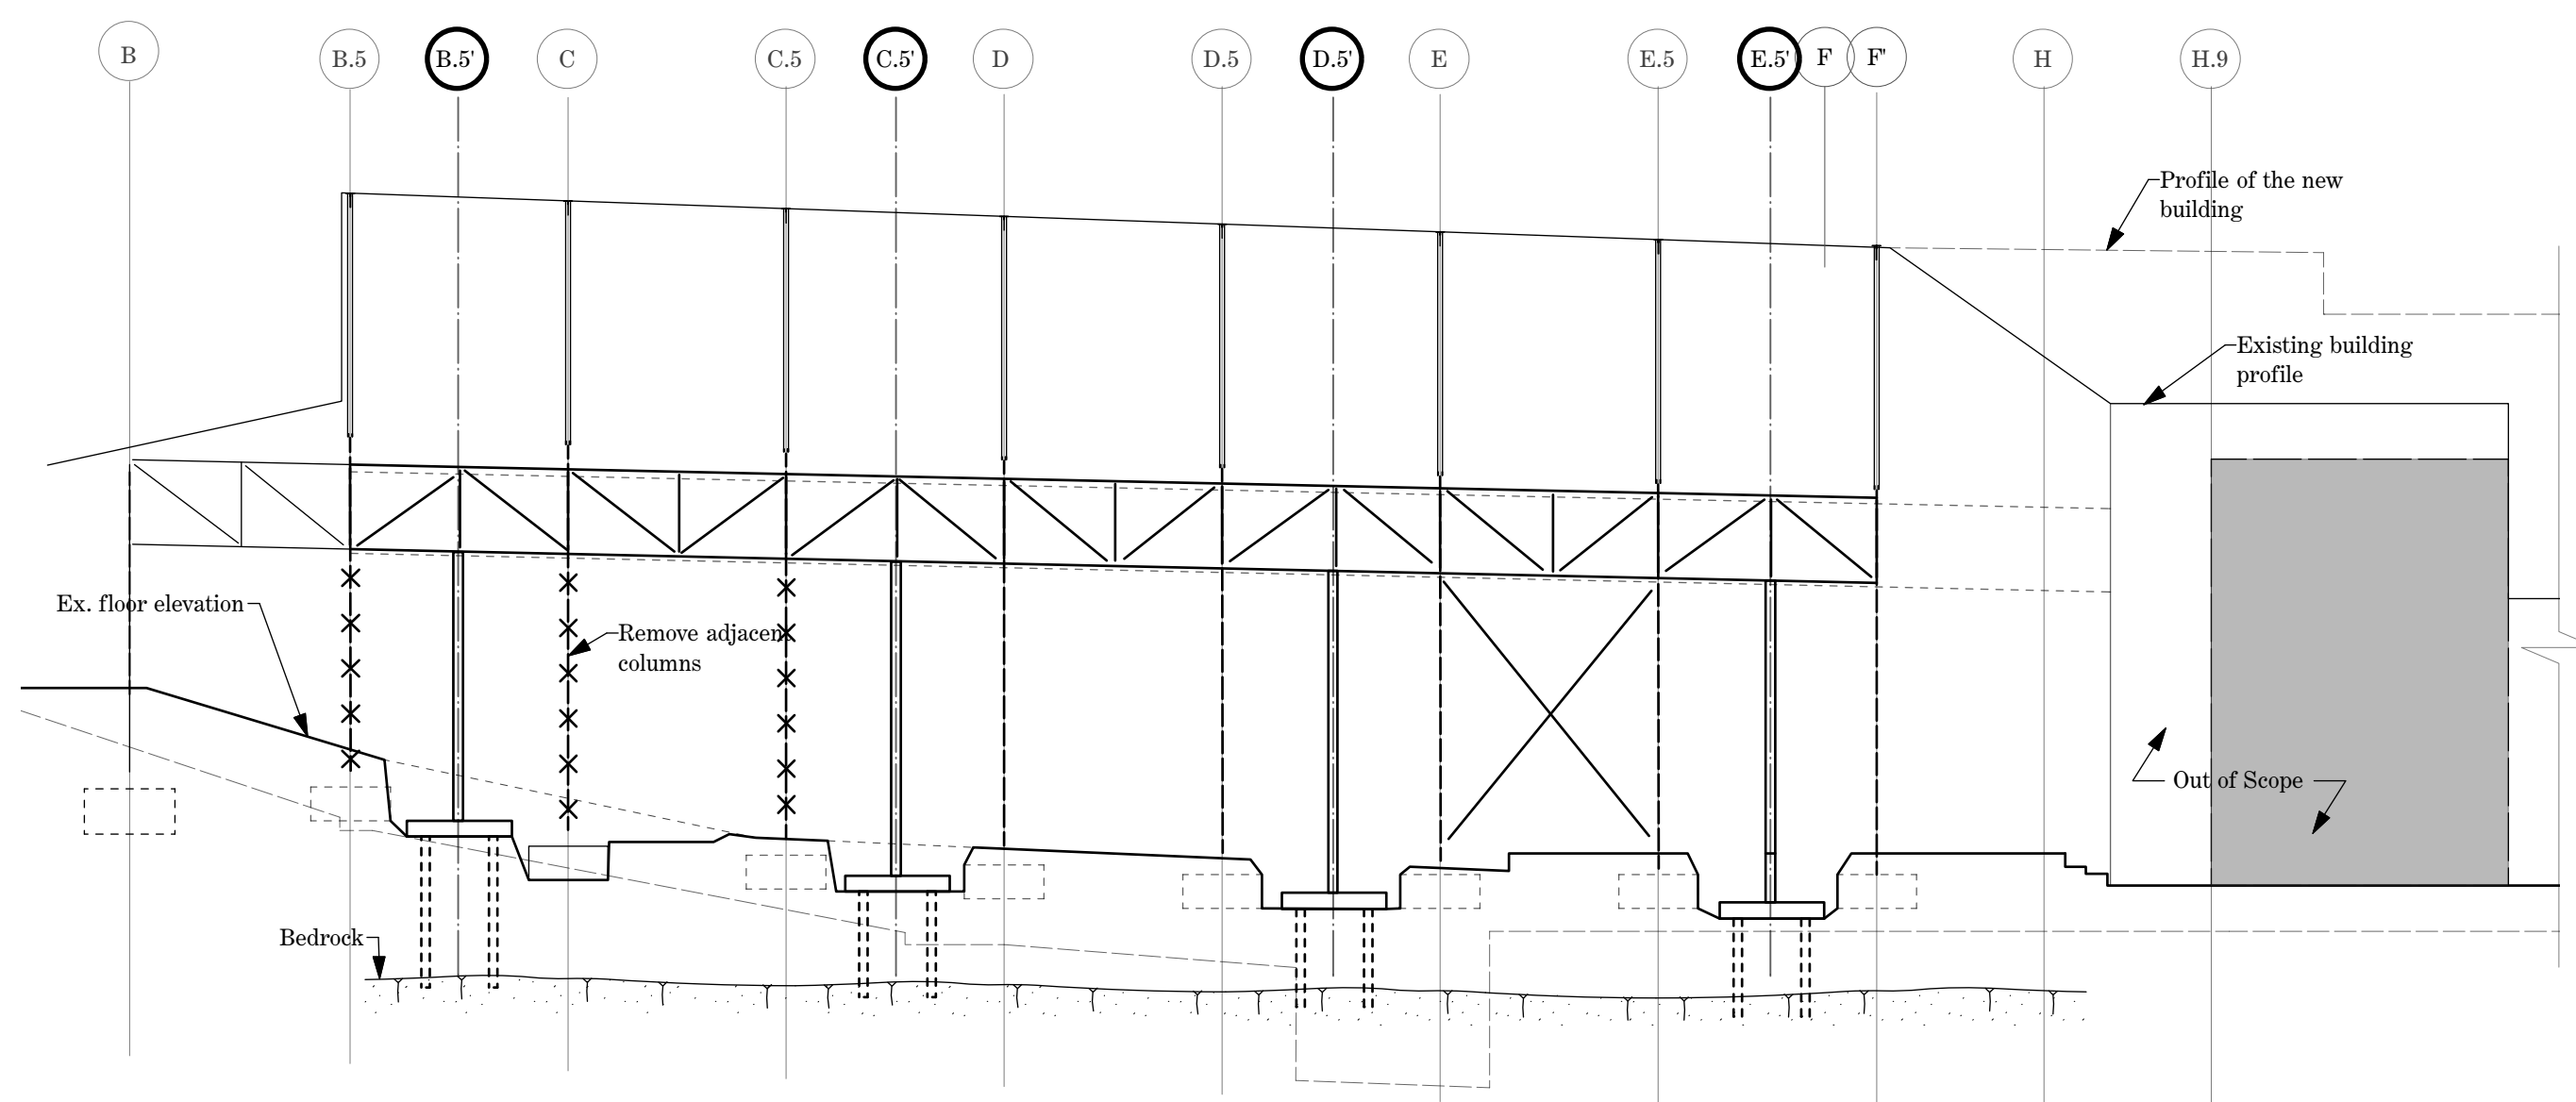 B
B.5
B.5'
C
C.5
C.5'
D
D.5
D.5'
E
E.5
E.5'
F
F'
H
H.9
Profile of the new
building
Existing building
profile
Ex. floor elevation
Remove adjacent
columns
Out of Scope
Bedrock